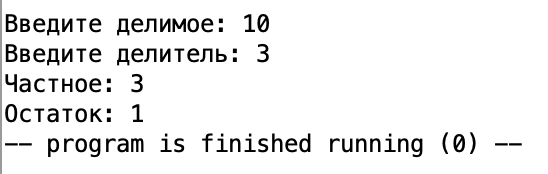 Введите делимое: 10
Введите делитель: 3
Частное: 3
Остаток: 1
-- program is finished running (0) --